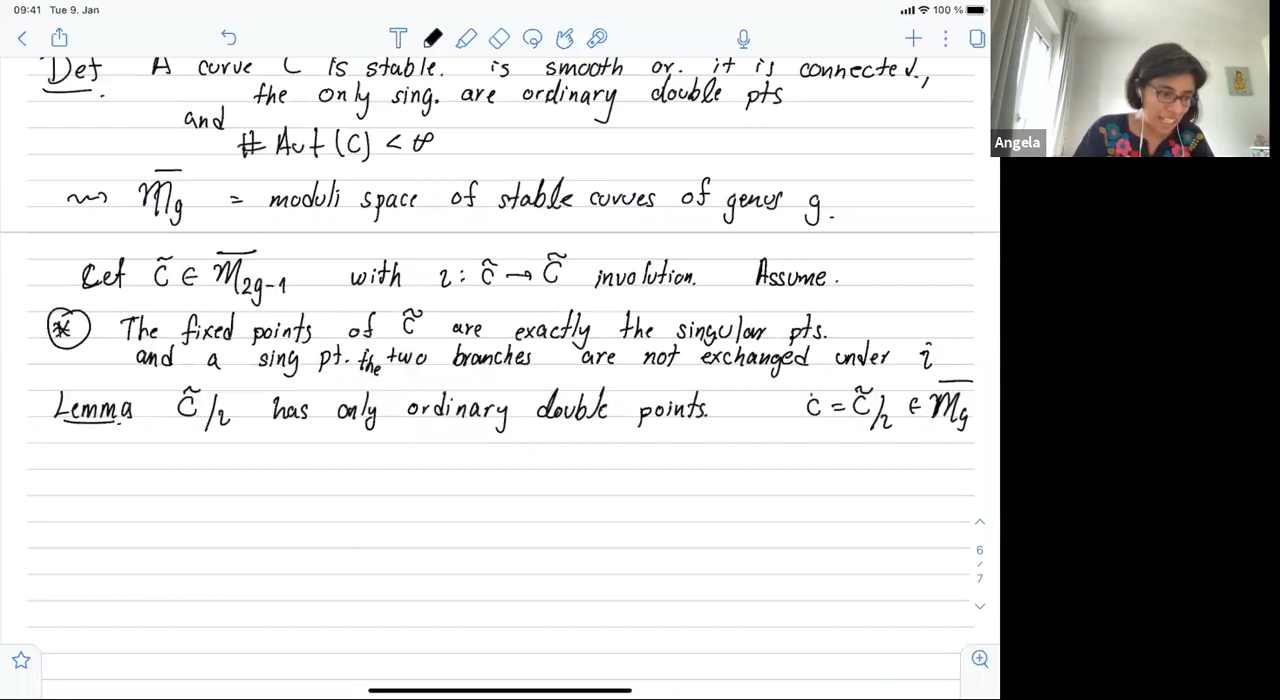 09:41 Tue 9. Jan
100 %
Def A curve C is stable. is smooth or. it is connected,
the only sing. are ordinary double pts
and
# Aut (C) < ∞
⇝ M̅g = moduli space of stable curves of genus g.
Let C̃ ∈ M̅2g-1 with ι : C̃ → C̃ involution. Assume.
(*) The fixed points of C̃ are exactly the singular pts.
and a sing pt. the two branches are not exchanged under i
Lemma C̃/ι has only ordinary double points. C = C̃/ι ∈ M̅g
Angela
6
/
7